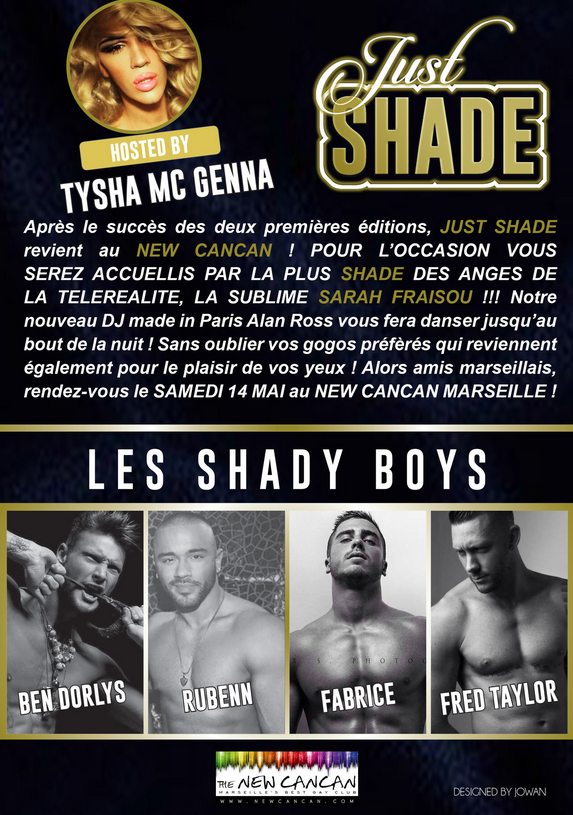 Just
SHADE
HOSTED BY
TYSHA MC GENNA
Après le succès des deux premières éditions, JUST SHADE
revient au NEW CANCAN ! POUR L'OCCASION VOUS
SEREZ ACCUELLIS PAR LA PLUS SHADE DES ANGES DE
LA TELEREALITE, LA SUBLIME SARAH FRAISOU !!! Notre
nouveau DJ made in Paris Alan Ross vous fera danser jusqu'au
bout de la nuit ! Sans oublier vos gogos préfèrés qui reviennent
également pour le plaisir de vos yeux ! Alors amis marseillais,
rendez-vous le SAMEDI 14 MAI au NEW CANCAN MARSEILLE !
LES SHADY BOYS
BEN DORLYS
RUBENN
FABRICE
FRED TAYLOR
THE NEW CANCAN
MARSEILLE'S BEST GAY CLUB
WWW.NEWCANCAN.COM
DESIGNED BY JOWAN